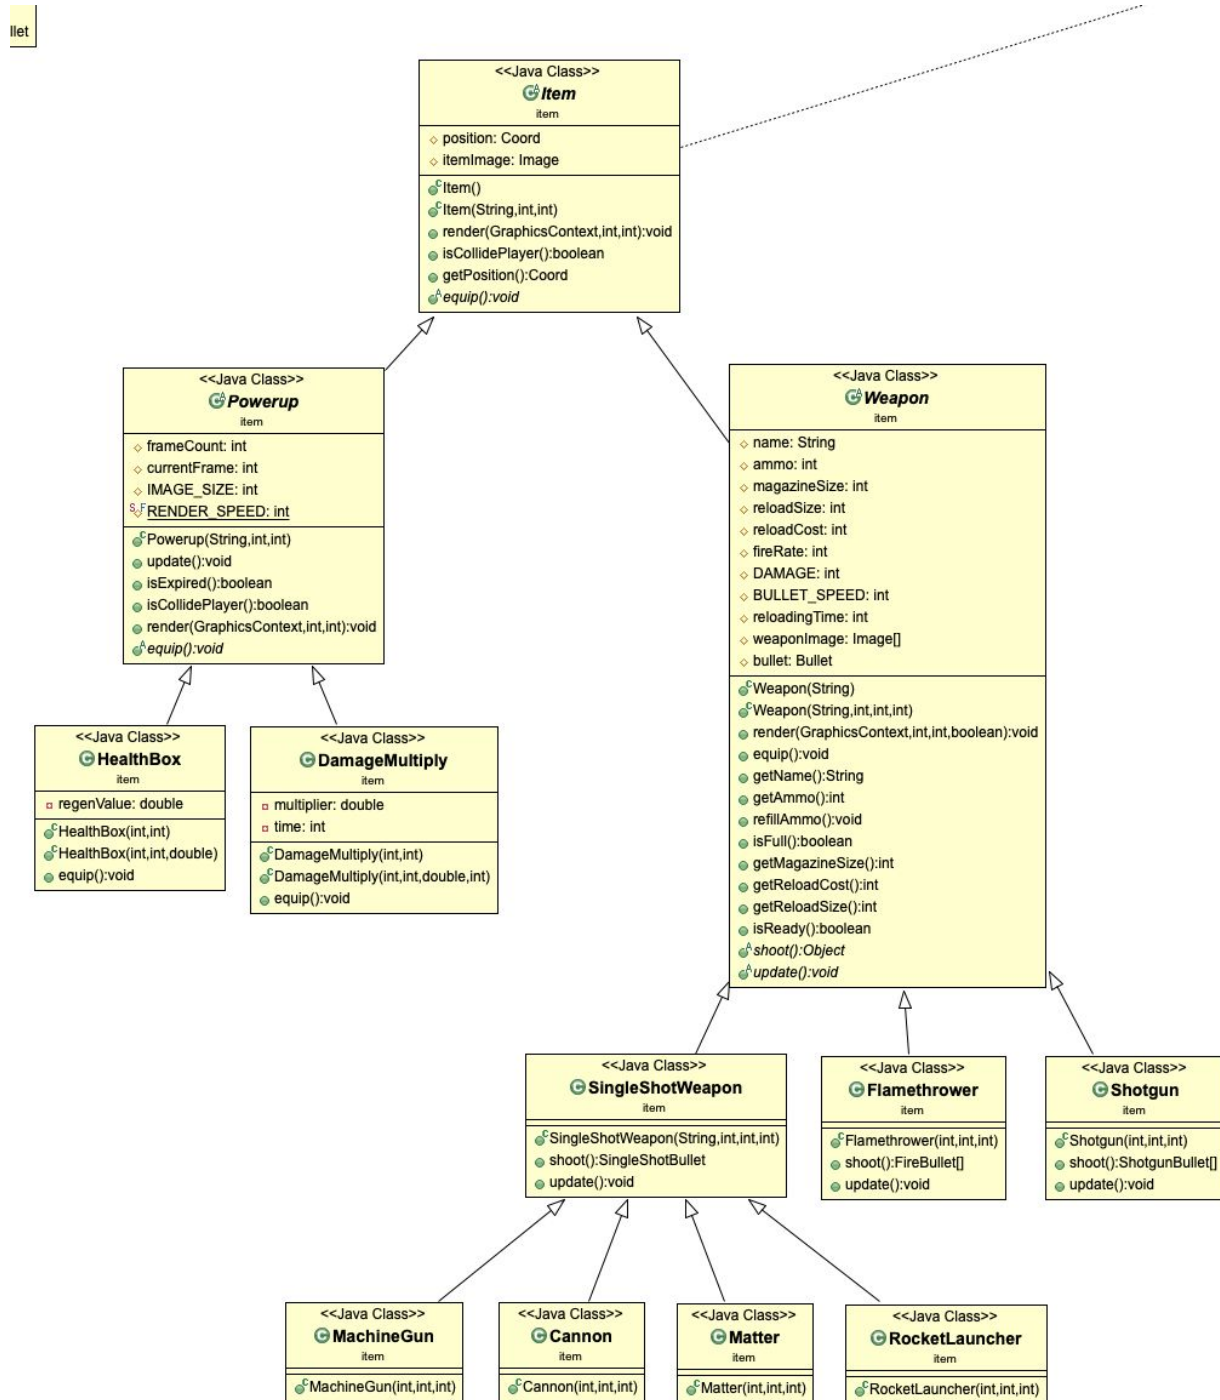 llet
<<Java Class>>
Item
item
position: Coord
itemImage: Image
Item()
Item(String,int,int)
render(GraphicsContext,int,int):void
isCollidePlayer():boolean
getPosition():Coord
equip():void
<<Java Class>>
Powerup
item
frameCount: int
currentFrame: int
IMAGE_SIZE: int
RENDER_SPEED: int
Powerup(String,int,int)
update():void
isExpired():boolean
isCollidePlayer():boolean
render(GraphicsContext,int,int):void
equip():void
<<Java Class>>
Weapon
item
name: String
ammo: int
magazineSize: int
reloadSize: int
reloadCost: int
fireRate: int
DAMAGE: int
BULLET_SPEED: int
reloadingTime: int
weaponImage: Image[]
bullet: Bullet
Weapon(String)
Weapon(String,int,int,int)
render(GraphicsContext,int,int,boolean):void
equip():void
getName():String
getAmmo():int
refillAmmo():void
isFull():boolean
getMagazineSize():int
getReloadCost():int
getReloadSize():int
isReady():boolean
shoot():Object
update():void
<<Java Class>>
HealthBox
item
regenValue: double
HealthBox(int,int)
HealthBox(int,int,double)
equip():void
<<Java Class>>
DamageMultiply
item
multiplier: double
time: int
DamageMultiply(int,int)
DamageMultiply(int,int,double,int)
equip():void
<<Java Class>>
SingleShotWeapon
item
SingleShotWeapon(String,int,int,int)
shoot():SingleShotBullet
update():void
<<Java Class>>
Flamethrower
item
Flamethrower(int,int,int)
shoot():FireBullet[]
update():void
<<Java Class>>
Shotgun
item
Shotgun(int,int,int)
shoot():ShotgunBullet[]
update():void
<<Java Class>>
MachineGun
item
MachineGun(int,int,int)
<<Java Class>>
Cannon
item
Cannon(int,int,int)
<<Java Class>>
Matter
item
Matter(int,int,int)
<<Java Class>>
RocketLauncher
item
RocketLauncher(int,int,int)